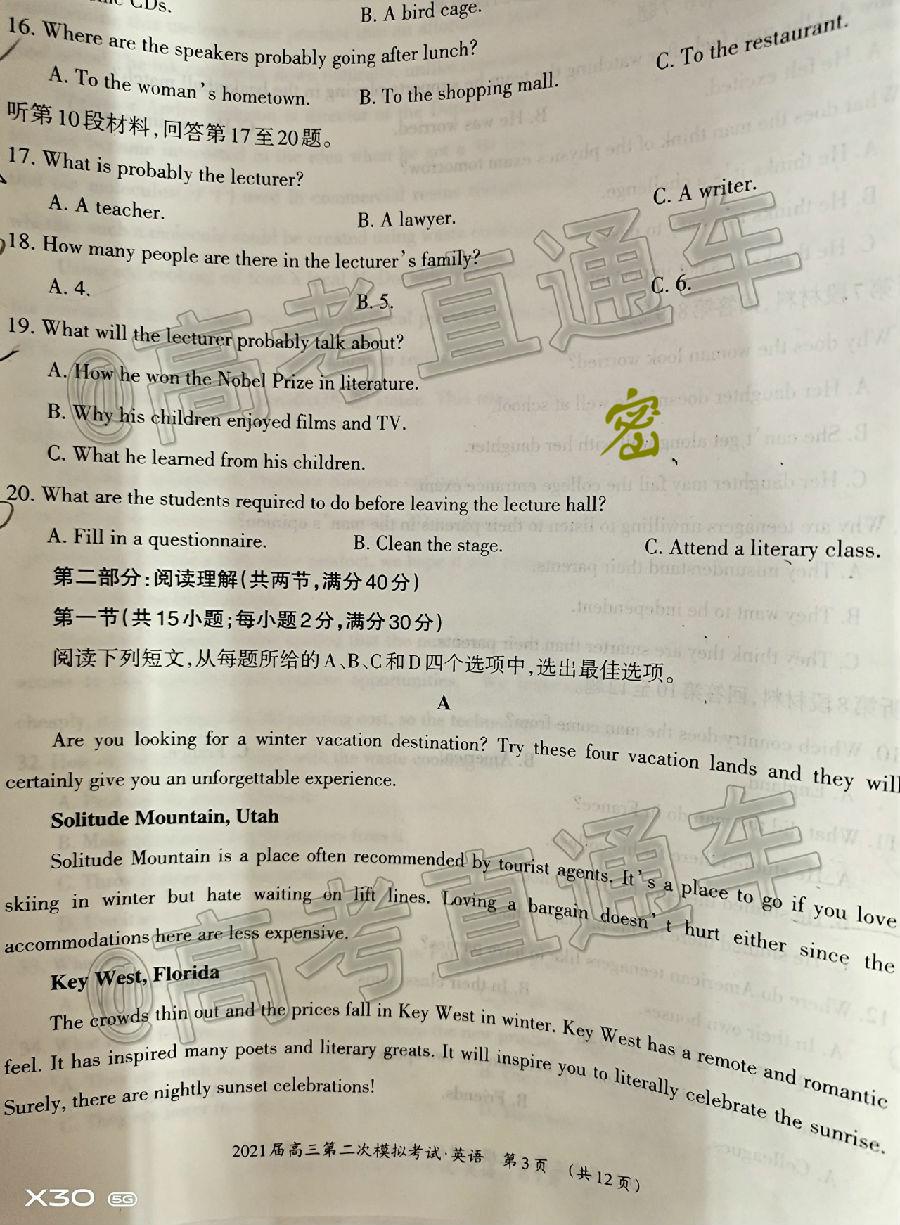 CDs.
B. A bird cage.
16. Where are the speakers probably going after lunch?
A. To the woman's hometown. B. To the shopping mall. C. To the restaurant.
听第10段材料,回答第17至20题。
17. What is probably the lecturer?
A. A teacher. B. A lawyer. C. A writer.
18. How many people are there in the lecturer's family?
A. 4. B. 5. C. 6.
19. What will the lecturer probably talk about?
A. How he won the Nobel Prize in literature.
B. Why his children enjoyed films and TV.
C. What he learned from his children.
密
20. What are the students required to do before leaving the lecture hall?
A. Fill in a questionnaire. B. Clean the stage. C. Attend a literary class.
第二部分:阅读理解(共两节,满分40分)
第一节(共15小题;每小题2分,满分30分)
阅读下列短文,从每题所给的A、B、C和D四个选项中,选出最佳选项。
A
Are you looking for a winter vacation destination? Try these four vacation lands and they will
certainly give you an unforgettable experience.
Solitude Mountain, Utah
Solitude Mountain is a place often recommended by tourist agents. It's a place to go if you love
skiing in winter but hate waiting on lift lines. Loving a bargain doesn't hurt either since the
accommodations here are less expensive.
Key West, Florida
The crowds thin out and the prices fall in Key West in winter. Key West has a remote and romantic
feel. It has inspired many poets and literary greats. It will inspire you to literally celebrate the sunrise.
Surely, there are nightly sunset celebrations!
2021届高三第二次模拟考试·英语 第3页 (共12页)
@高考直通车
@高考直通车
X30 5G